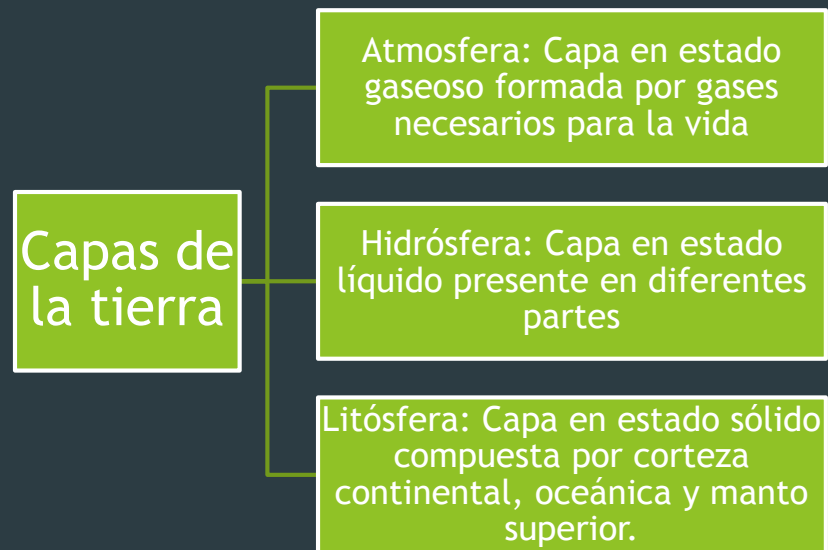 Capas de
la tierra
Atmosfera: Capa en estado
gaseoso formada por gases
necesarios para la vida
Hidrósfera: Capa en estado
líquido presente en diferentes
partes
Litósfera: Capa en estado sólido
compuesta por corteza
continental, oceánica y manto
superior.